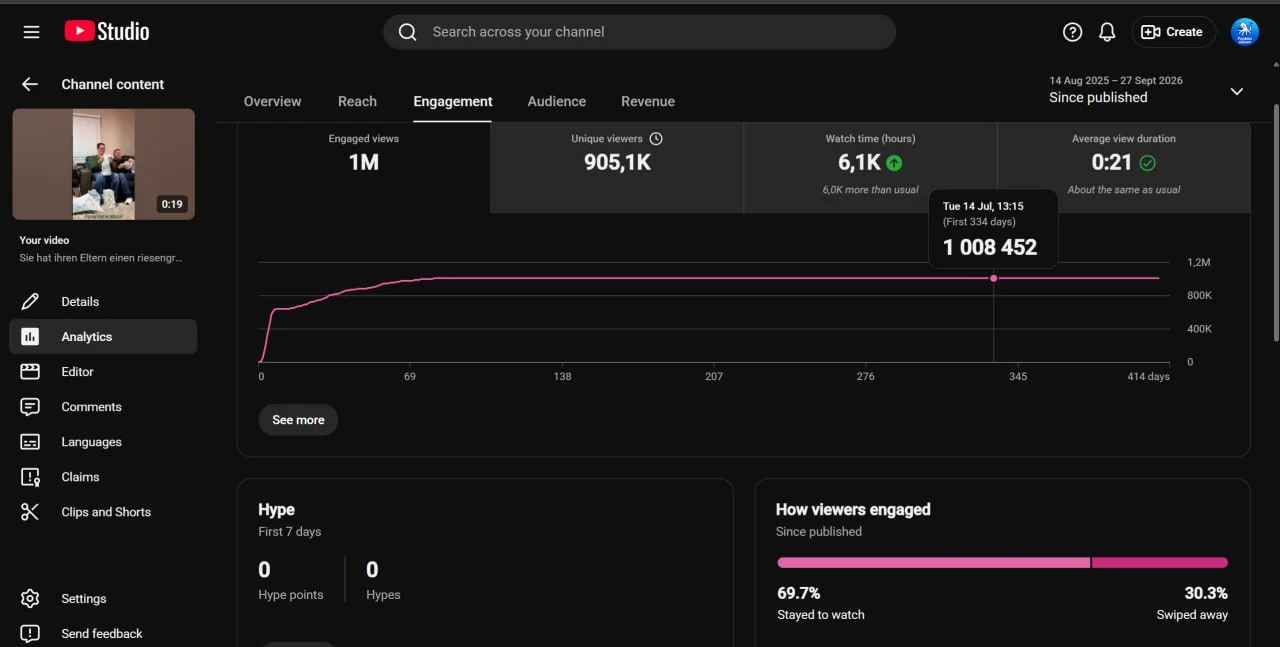 Studio
Search across your channel
Create
Channel content
0:19
Your video
Sie hat ihren Eltern einen riesengr...
Details
Analytics
Editor
Comments
Languages
Claims
Clips and Shorts
Settings
Send feedback
Overview
Reach
Engagement
Audience
Revenue
14 Aug 2025 – 27 Sept 2026
Since published
Engaged views
1M
Unique viewers
905,1K
Watch time (hours)
6,1K
6,0K more than usual
Average view duration
0:21
About the same as usual
Tue 14 Jul, 13:15
(First 334 days)
1 008 452
1,2M
800K
400K
0
0
69
138
207
276
345
414 days
See more
Hype
First 7 days
0
Hype points
0
Hypes
How viewers engaged
Since published
69.7%
Stayed to watch
30.3%
Swiped away